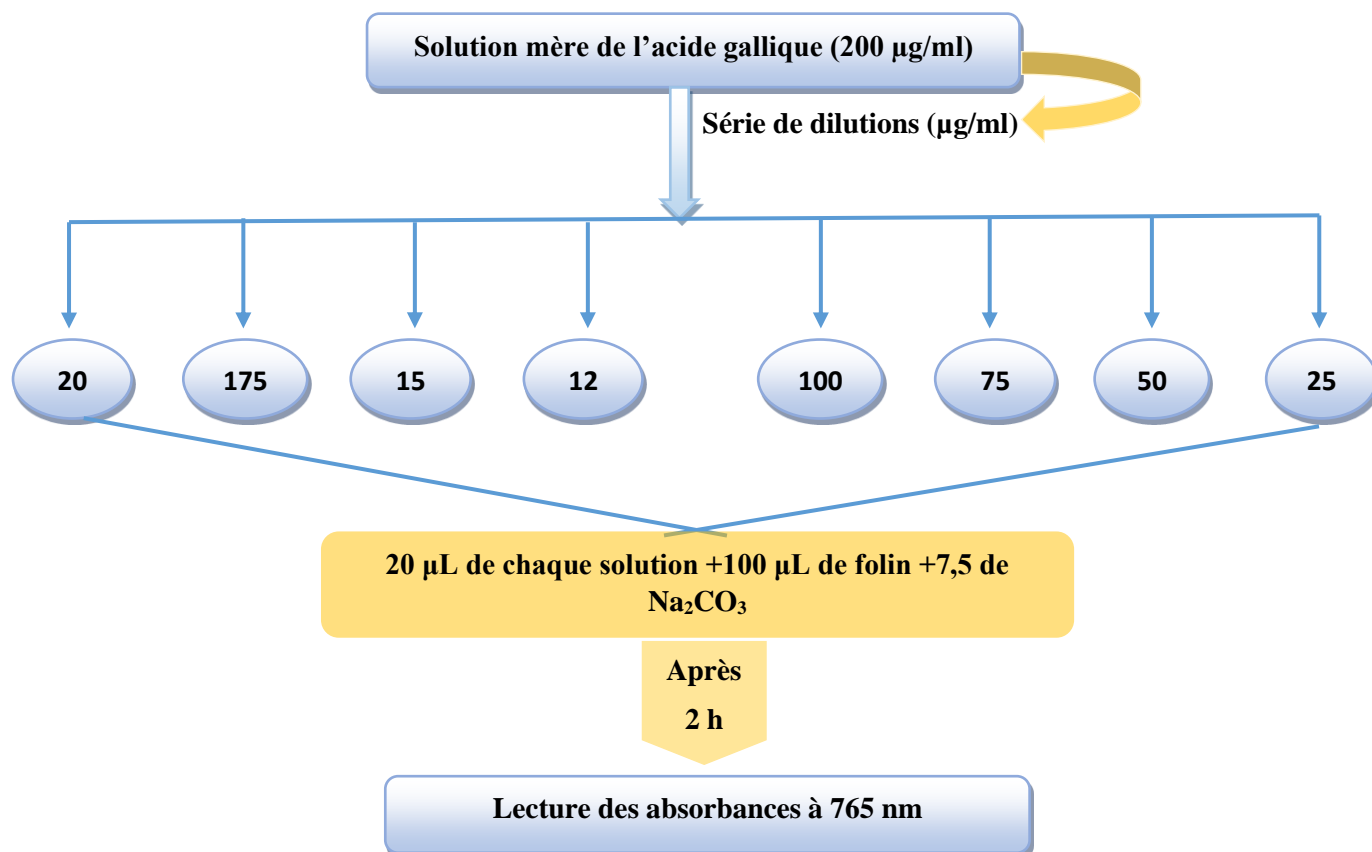 Solution mère de l’acide gallique (200 µg/ml)
Série de dilutions (µg/ml)
20
175
15
12
100
75
50
25
20 µL de chaque solution +100 µL de folin +7,5 de
Na₂CO₃
Après
2 h
Lecture des absorbances à 765 nm